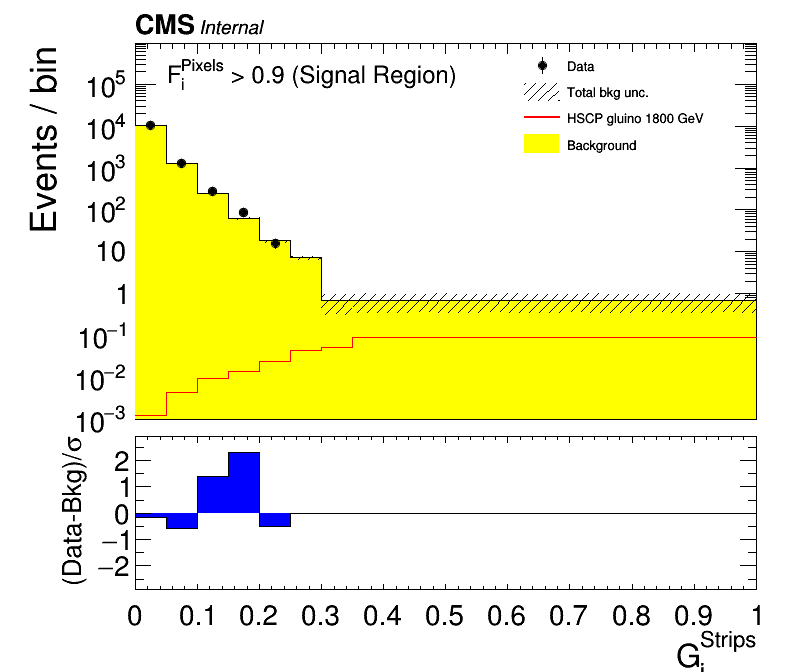 CMS Internal
Events / bin
F_i^Pixels > 0.9 (Signal Region)
Data
Total bkg unc.
HSCP gluino 1800 GeV
Background
10^5
10^4
10^3
10^2
10
1
10^−1
10^−2
10^−3
(Data-Bkg)/σ
2
1
0
−1
−2
0 0.1 0.2 0.3 0.4 0.5 0.6 0.7 0.8 0.9 1
G_i^Strips